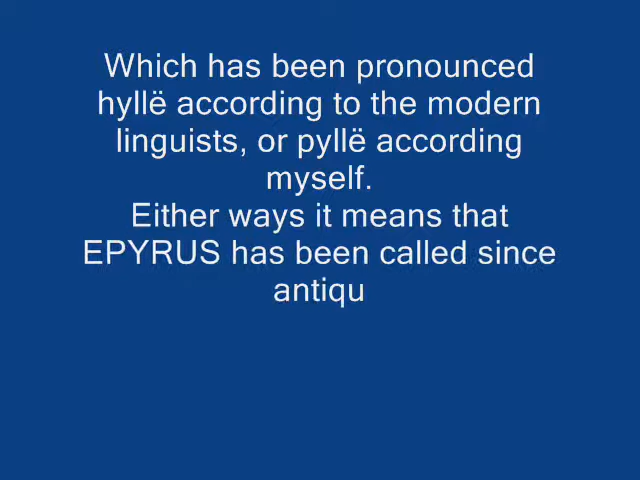 Which has been pronounced
hyllë according to the modern
linguists, or pyllë according
myself.
Either ways it means that
EPYRUS has been called since
antiqu